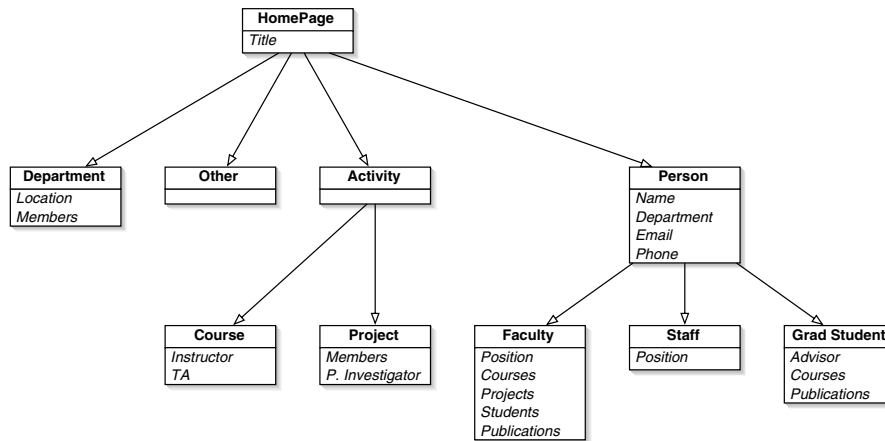 HomePage
Title
Department
Location
Members
Other
Activity
Person
Name
Department
Email
Phone
Course
Instructor
TA
Project
Members
P. Investigator
Faculty
Position
Courses
Projects
Students
Publications
Staff
Position
Grad Student
Advisor
Courses
Publications